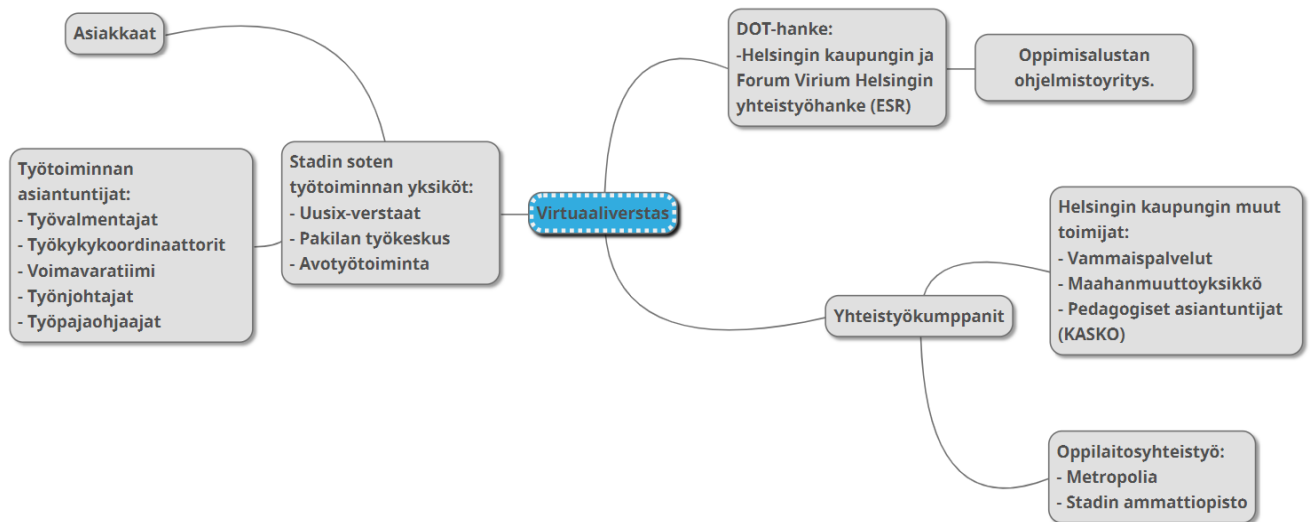 Asiakkaat
Työtoiminnan
asiantuntijat:
- Työvalmentajat
- Työkykykoordinaattorit
- Voimavaratiimi
- Työnjohtajat
- Työpajaohjaajat
Stadin soten
työtoiminnan yksiköt:
- Uusix-verstaat
- Pakilan työkeskus
- Avotyötoiminta
Virtuaaliverstas
DOT-hanke:
-Helsingin kaupungin ja
Forum Virium Helsingin
yhteistyöhanke (ESR)
Oppimisalustan
ohjelmistoyritys.
Yhteistyökumppanit
Helsingin kaupungin muut
toimijat:
- Vammaispalvelut
- Maahanmuuttoyksikkö
- Pedagogiset asiantuntijat
(KASKO)
Oppilaitosyhteistyö:
- Metropolia
- Stadin ammattiopisto